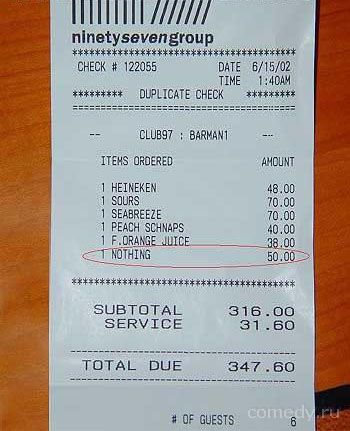 ninetysevengroup
***********************************
CHECK # 122055 DATE 6/15/02
TIME 1:40AM
********* DUPLICATE CHECK *********
===================================
-- CLUB97 : BARMAN1 --
ITEMS ORDERED AMOUNT
1 HEINEKEN 48.00
1 SOURS 70.00
1 SEABREEZE 70.00
1 PEACH SCHNAPS 40.00
1 F.ORANGE JUICE 38.00
1 NOTHING 50.00
***********************************
SUBTOTAL 316.00
SERVICE 31.60
***********************************
TOTAL DUE 347.60
***********************************
# OF GUESTS 6
comedy.ru